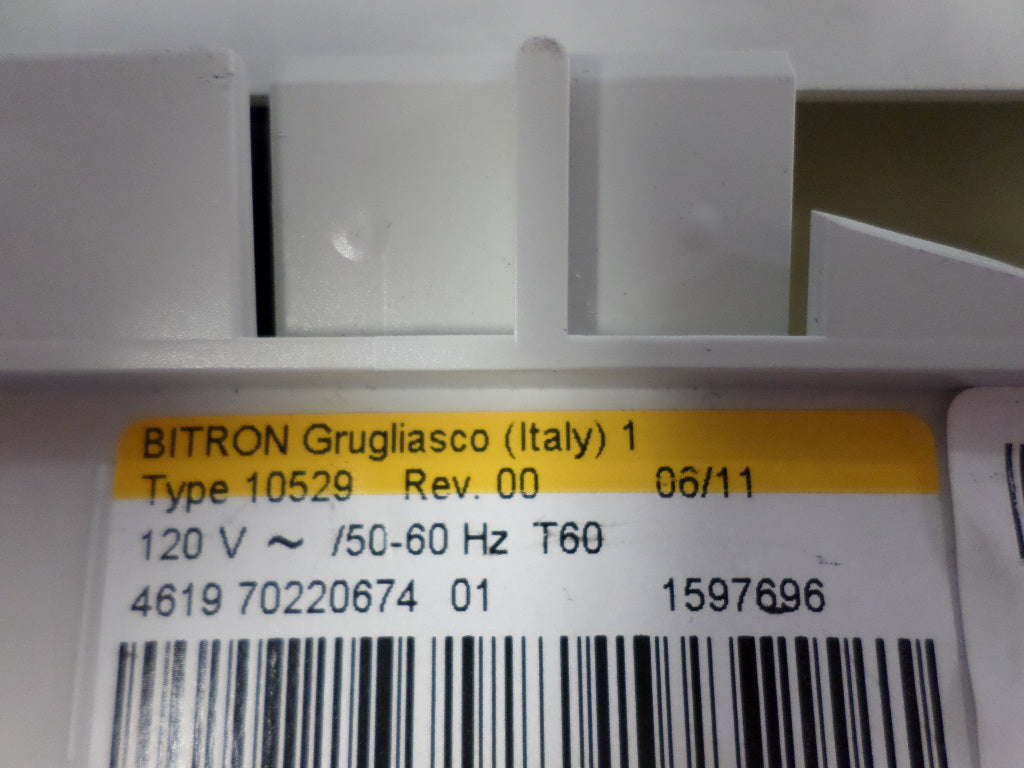 BITRON Grugliasco (Italy) 1
Type 10529 Rev. 00 06/11
120 V ~ /50-60 Hz T60
4619 70220674 01 1597696